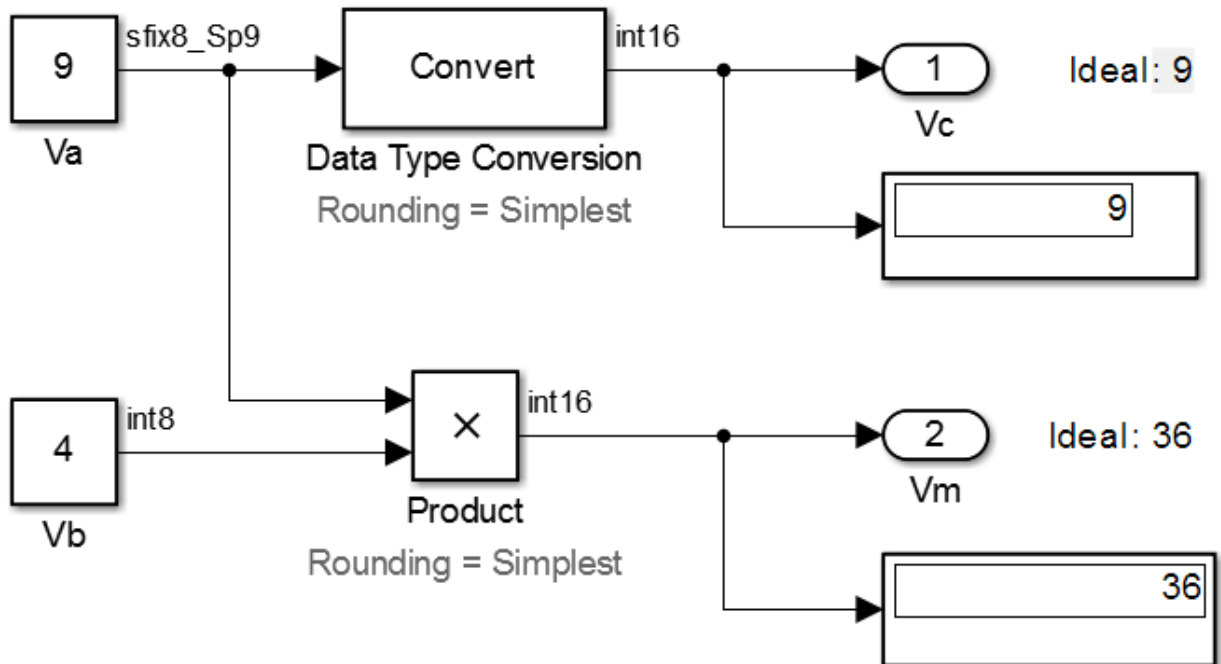 sfix8_Sp9
int16
9
Convert
1
Ideal: 9
Va
Vc
Data Type Conversion
Rounding = Simplest
9
int8
int16
4
×
2
Ideal: 36
Vb
Product
Vm
Rounding = Simplest
36